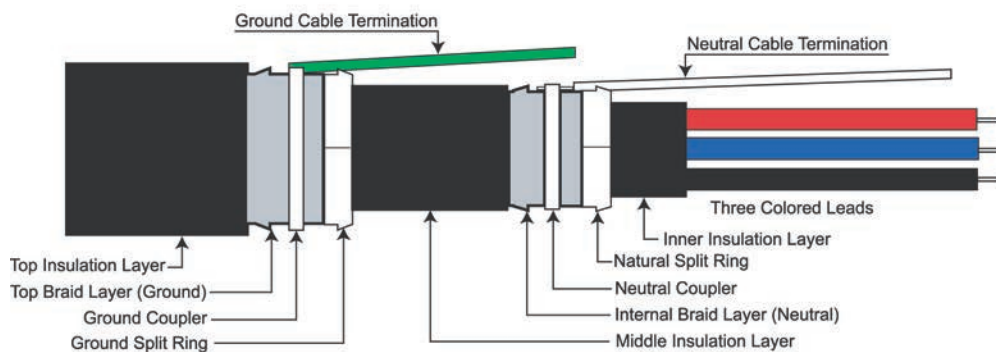 Ground Cable Termination
Neutral Cable Termination
Three Colored Leads
Top Insulation Layer
Inner Insulation Layer
Natural Split Ring
Top Braid Layer (Ground)
Neutral Coupler
Ground Coupler
Internal Braid Layer (Neutral)
Ground Split Ring
Middle Insulation Layer